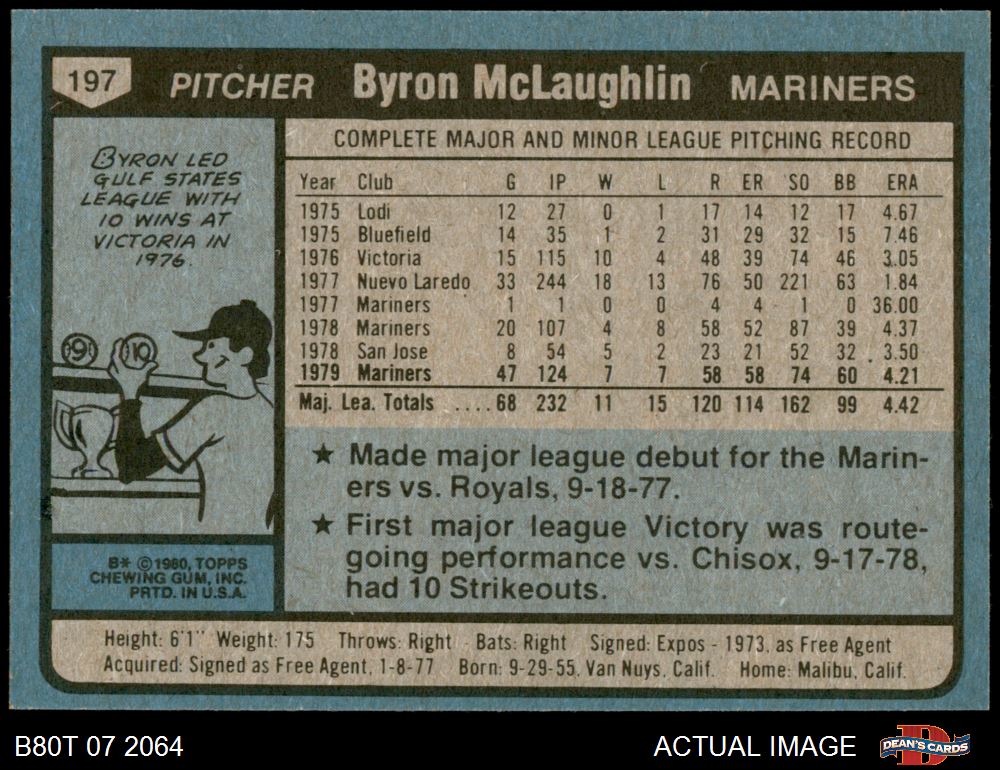 197 PITCHER Byron McLaughlin MARINERS
BYRON LED
GULF STATES
LEAGUE WITH
10 WINS AT
VICTORIA IN
1976.
9 10
B* ©1980, TOPPS
CHEWING GUM, INC.
PRTD. IN U.S.A.
COMPLETE MAJOR AND MINOR LEAGUE PITCHING RECORD
Year Club G IP W L R ER SO BB ERA
1975 Lodi 12 27 0 1 17 14 12 17 4.67
1975 Bluefield 14 35 1 2 31 29 32 15 7.46
1976 Victoria 15 115 10 4 48 39 74 46 3.05
1977 Nuevo Laredo 33 244 18 13 76 50 221 63 1.84
1977 Mariners 1 1 0 0 4 4 1 0 36.00
1978 Mariners 20 107 4 8 58 52 87 39 4.37
1978 San Jose 8 54 5 2 23 21 52 32 3.50
1979 Mariners 47 124 7 7 58 58 74 60 4.21
Maj. Lea. Totals ....68 232 11 15 120 114 162 99 4.42
★ Made major league debut for the Marin-
ers vs. Royals, 9-18-77.
★ First major league Victory was route-
going performance vs. Chisox, 9-17-78,
had 10 Strikeouts.
Height: 6'1" Weight: 175 Throws: Right Bats: Right Signed: Expos - 1973, as Free Agent
Acquired: Signed as Free Agent, 1-8-77 Born: 9-29-55, Van Nuys, Calif. Home: Malibu, Calif.
B80T 07 2064 ACTUAL IMAGE D DEAN'S CARDS